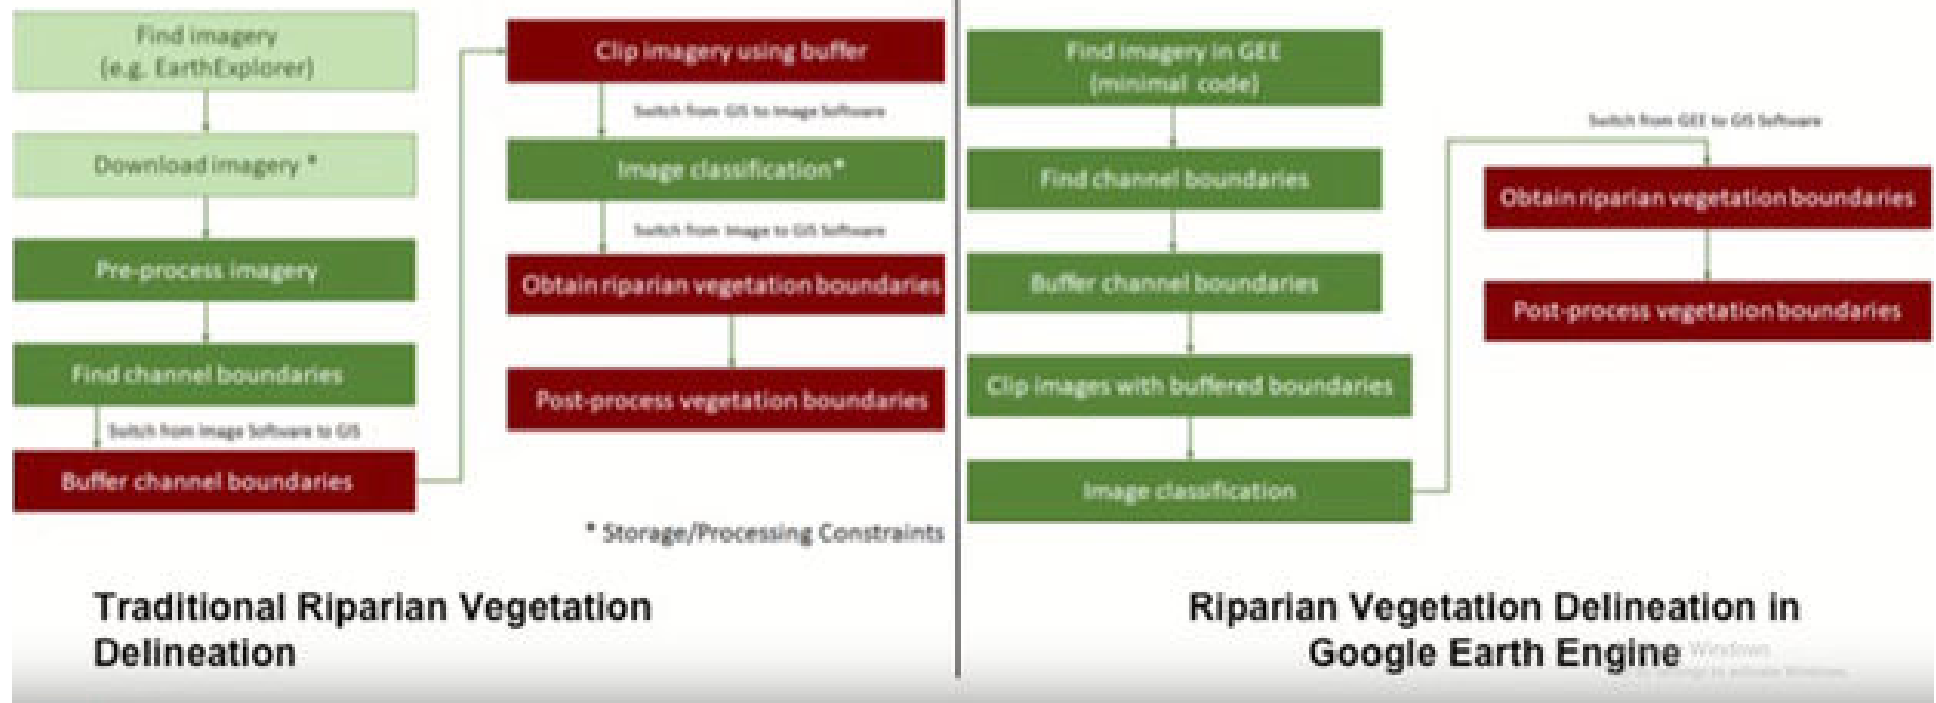 Find imagery
(e.g. EarthExplorer)
Download imagery *
Pre-process imagery
Find channel boundaries
Switch from Image Software to GIS
Buffer channel boundaries
Clip imagery using buffer
Switch from GIS to Image Software
Image classification*
Switch from Image to GIS Software
Obtain riparian vegetation boundaries
Post-process vegetation boundaries
* Storage/Processing Constraints
Traditional Riparian Vegetation
Delineation
Find imagery in GEE
(minimal code)
Find channel boundaries
Buffer channel boundaries
Clip images with buffered boundaries
Image classification
Switch from GEE to GIS Software
Obtain riparian vegetation boundaries
Post-process vegetation boundaries
Riparian Vegetation Delineation in
Google Earth Engine
Windows
to activate Windows.